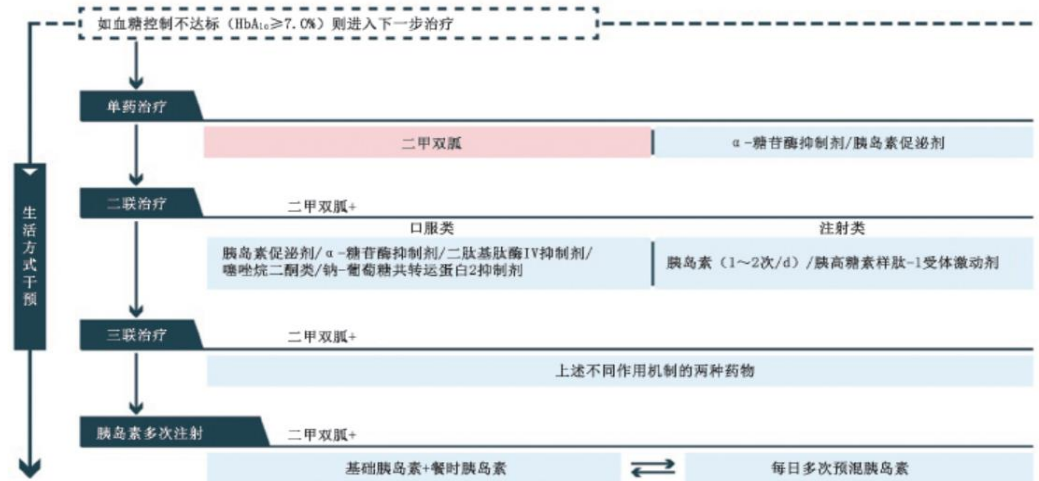 如血糖控制不达标（HbA₁c≥7.0%）则进入下一步治疗
单药治疗
二甲双胍
α-糖苷酶抑制剂/胰岛素促泌剂
生活方式干预
二联治疗
二甲双胍+
口服类
注射类
胰岛素促泌剂/α-糖苷酶抑制剂/二肽基肽酶IV抑制剂/
噻唑烷二酮类/钠-葡萄糖共转运蛋白2抑制剂
胰岛素（1～2次/d）/胰高糖素样肽-1受体激动剂
三联治疗
二甲双胍+
上述不同作用机制的两种药物
胰岛素多次注射
二甲双胍+
基础胰岛素+餐时胰岛素
每日多次预混胰岛素